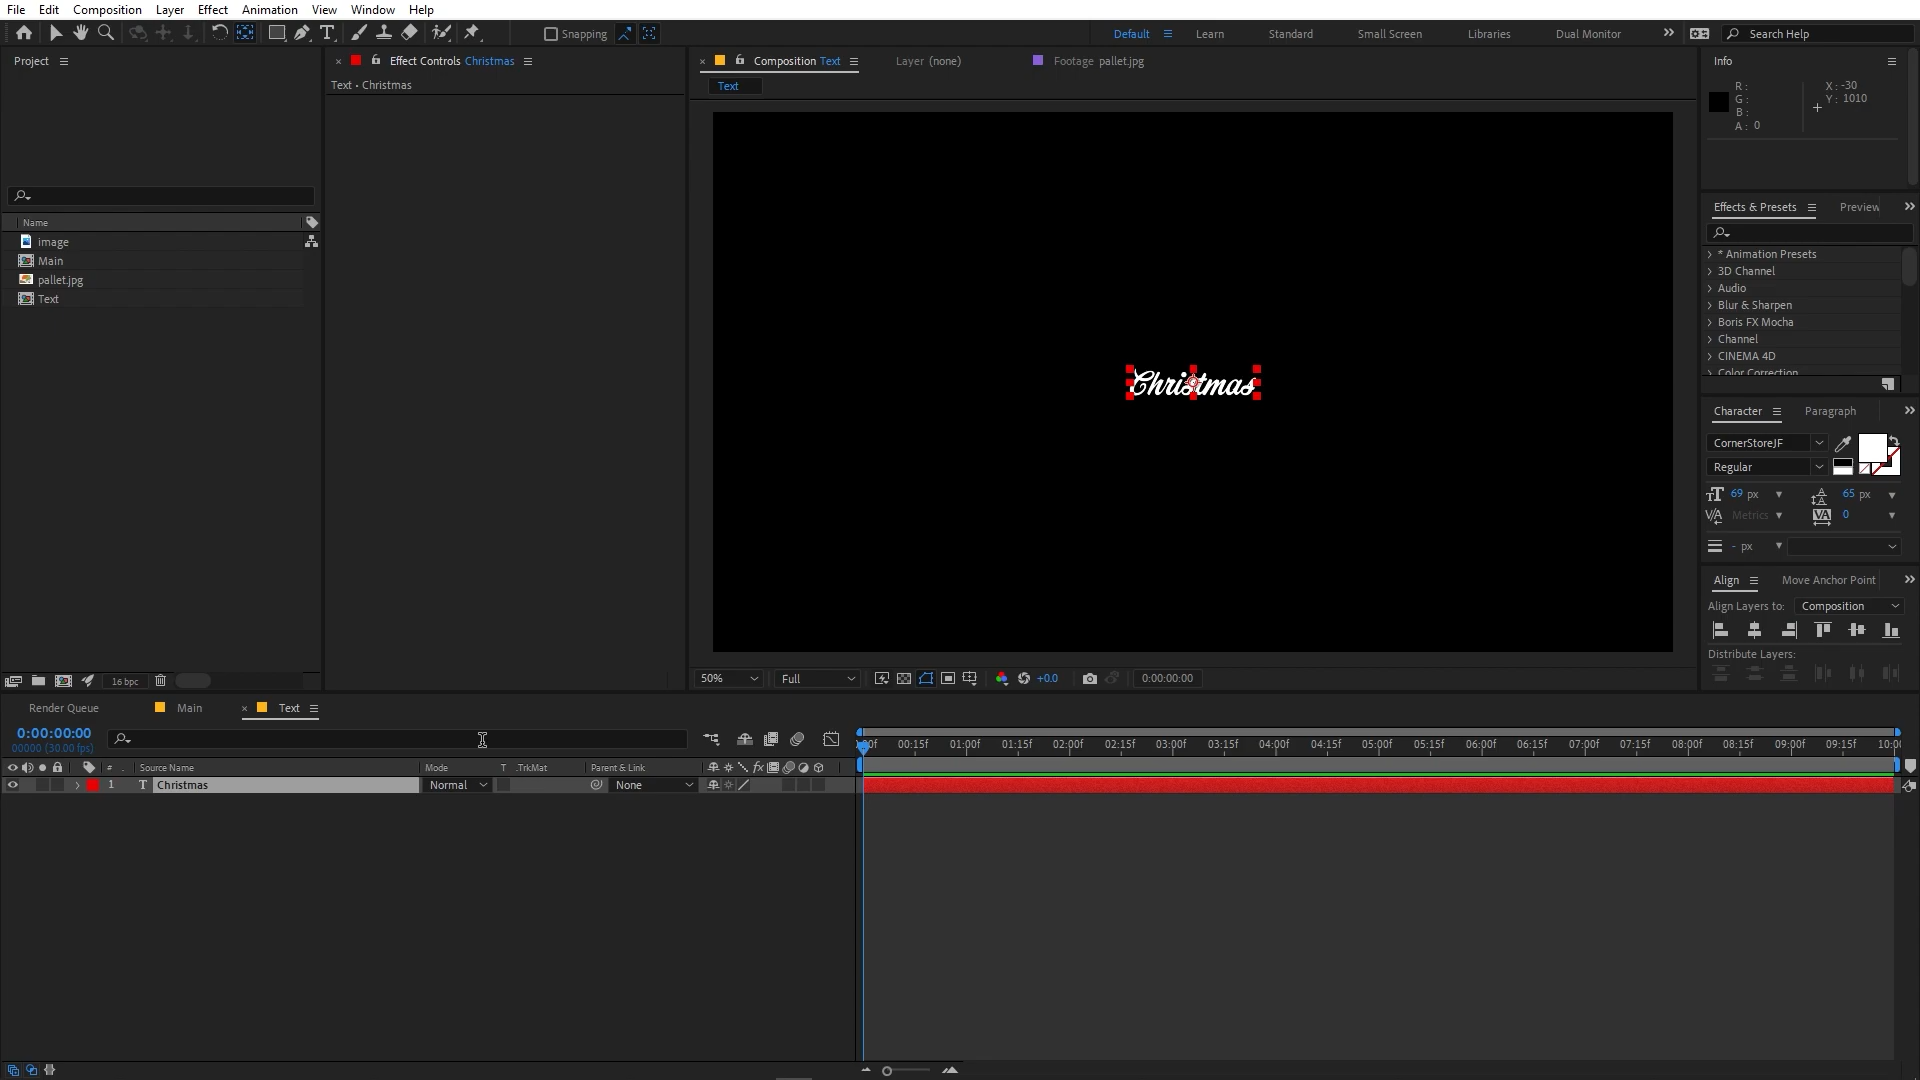 File Edit Composition Layer Effect Animation View Window Help
Snapping
Default Learn Standard Small Screen Libraries Dual Monitor Search Help
Project
Name
image
Main
pallet.jpg
Text
16 bpc
Effect Controls Christmas
Text • Christmas
Composition Text Layer (none) Footage pallet.jpg
Text
Christmas
50% Full +0.0 0:00:00:00
Info
R :
G :
B :
A : 0
X : -30
Y : 1010
Effects & Presets Preview
* Animation Presets
3D Channel
Audio
Blur & Sharpen
Boris FX Mocha
Channel
CINEMA 4D
Color Correction
Character Paragraph
CornerStoreJF
Regular
69 px 65 px
Metrics 0
- px
Align Move Anchor Point
Align Layers to: Composition
Distribute Layers:
Render Queue Main Text
0:00:00:00
00000 (30.00 fps)
# Source Name Mode T .TrkMat Parent & Link
1 T Christmas Normal None
:00f 00:15f 01:00f 01:15f 02:00f 02:15f 03:00f 03:15f 04:00f 04:15f 05:00f 05:15f 06:00f 06:15f 07:00f 07:15f 08:00f 08:15f 09:00f 09:15f 10:0